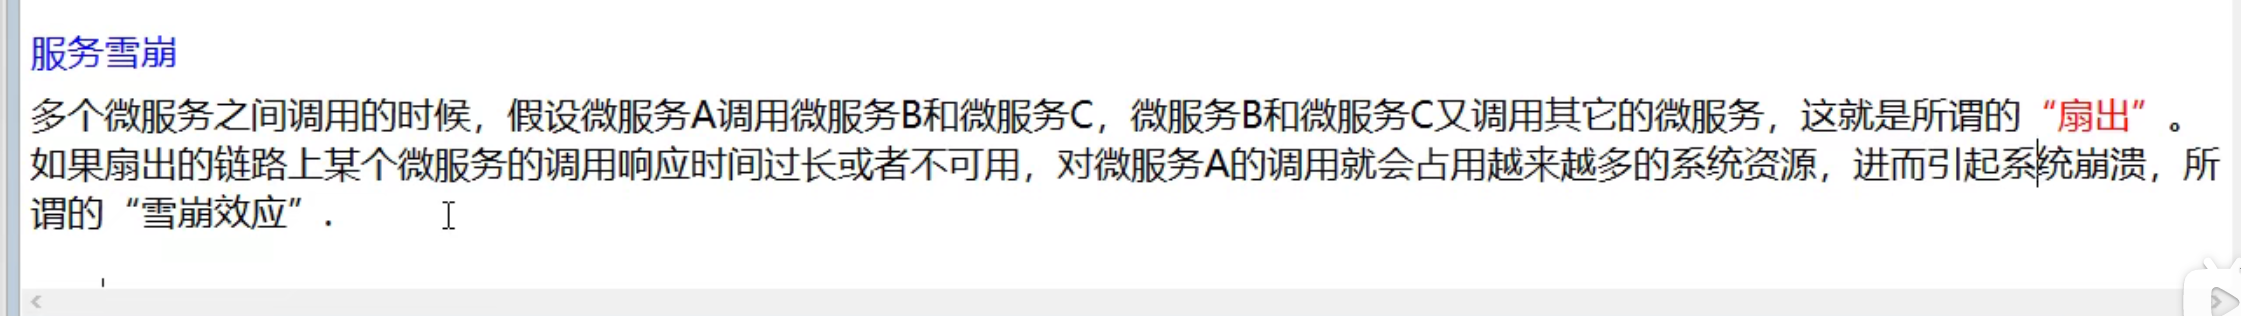 服务雪崩
多个微服务之间调用的时候，假设微服务A调用微服务B和微服务C，微服务B和微服务C又调用其它的微服务，这就是所谓的“扇出”。
如果扇出的链路上某个微服务的调用响应时间过长或者不可用，对微服务A的调用就会占用越来越多的系统资源，进而引起系统崩溃，所
谓的“雪崩效应”.